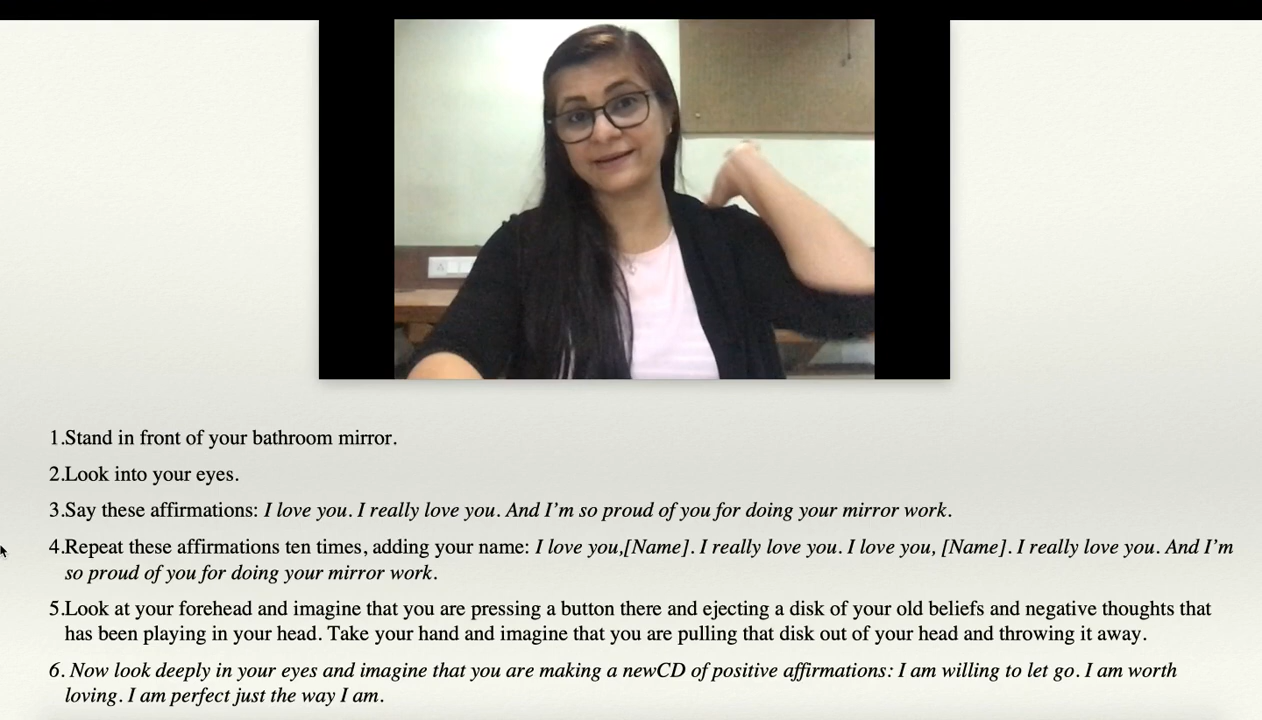 1.Stand in front of your bathroom mirror.
2.Look into your eyes.
3.Say these affirmations: I love you. I really love you. And I’m so proud of you for doing your mirror work.
4.Repeat these affirmations ten times, adding your name: I love you,[Name]. I really love you. I love you, [Name]. I really love you. And I’m
so proud of you for doing your mirror work.
5.Look at your forehead and imagine that you are pressing a button there and ejecting a disk of your old beliefs and negative thoughts that
has been playing in your head. Take your hand and imagine that you are pulling that disk out of your head and throwing it away.
6. Now look deeply in your eyes and imagine that you are making a newCD of positive affirmations: I am willing to let go. I am worth
loving. I am perfect just the way I am.